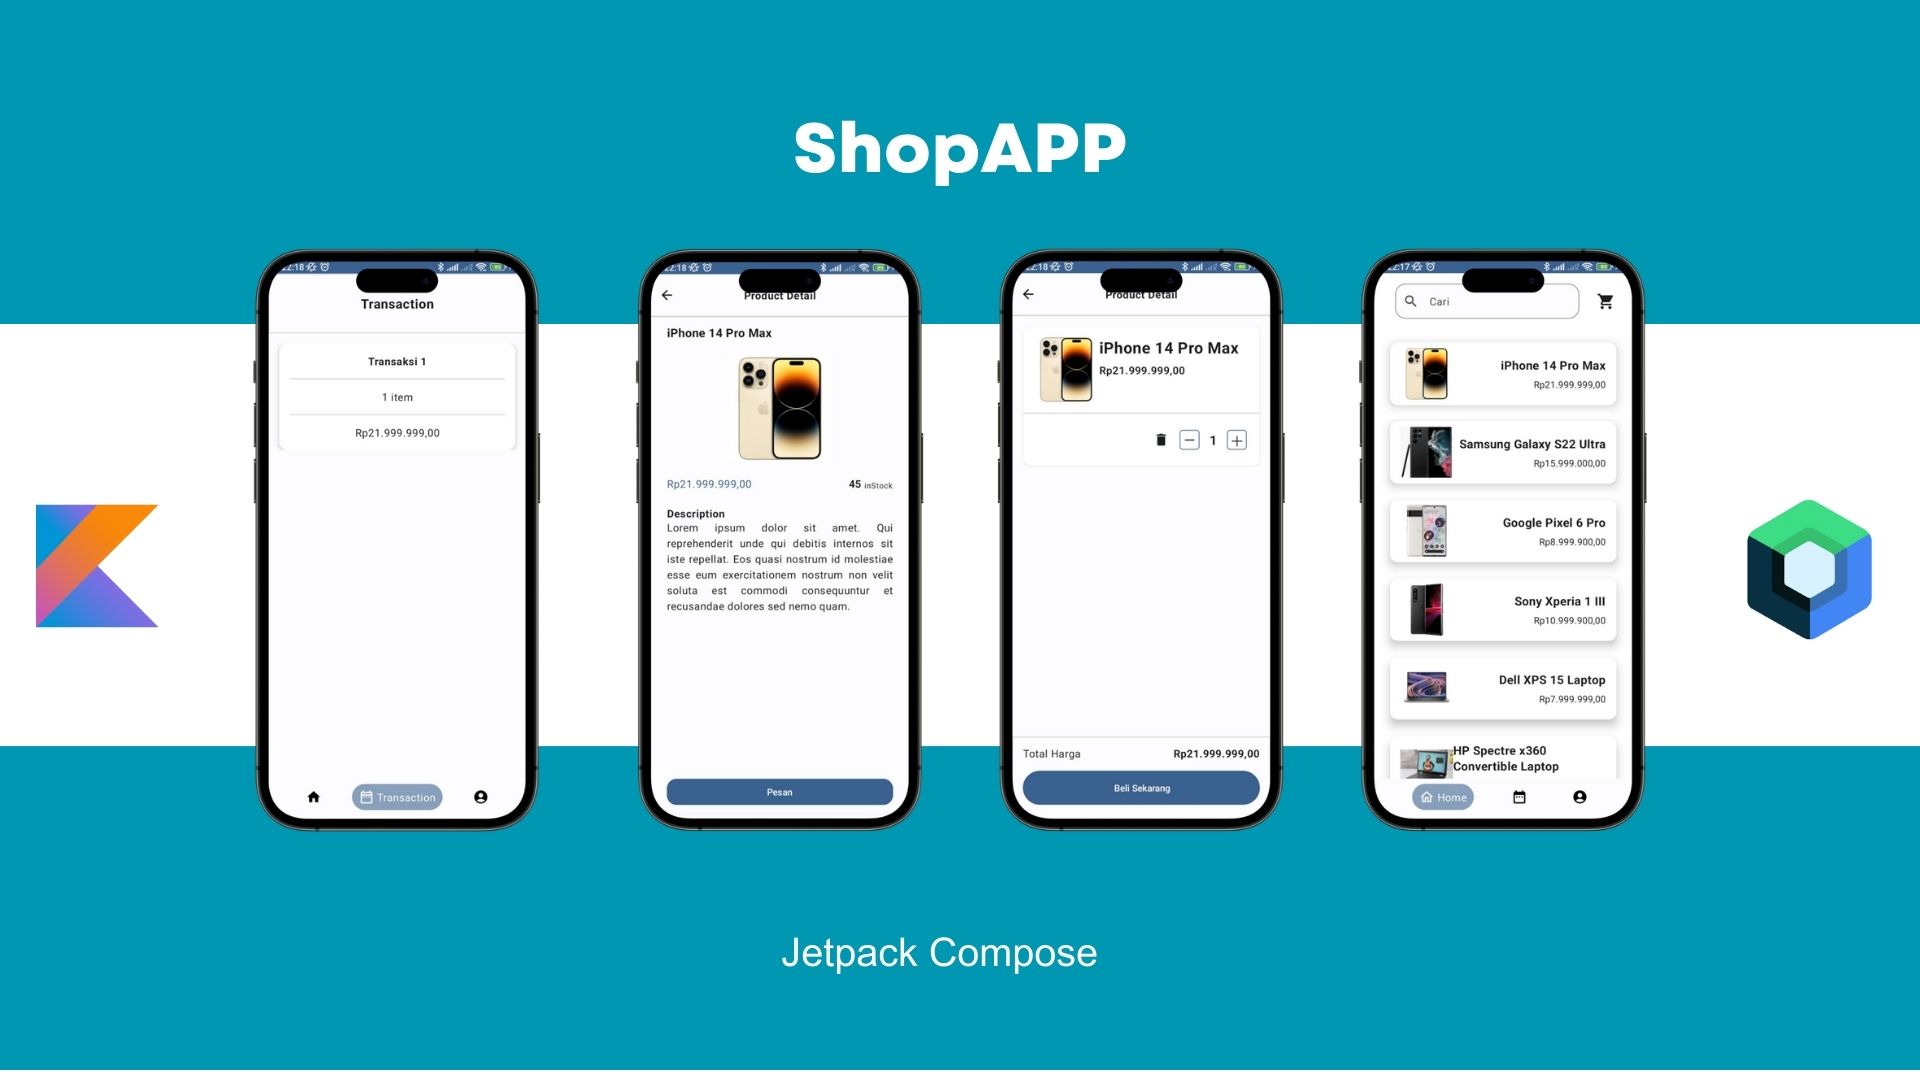 ShopAPP
22:18
Transaction
Transaksi 1
1 item
Rp21.999.999,00
Transaction
22:18
Product Detail
iPhone 14 Pro Max
Rp21.999.999,00
45 inStock
Description
Lorem ipsum dolor sit amet. Qui
reprehenderit unde qui debitis internos sit
iste repellat. Eos quasi nostrum id molestiae
esse eum exercitationem nostrum non velit
soluta est commodi consequuntur et
recusandae dolores sed nemo quam.
Pesan
22:18
Product Detail
iPhone 14 Pro Max
Rp21.999.999,00
1
Total Harga Rp21.999.999,00
Beli Sekarang
22:17
Cari
iPhone 14 Pro Max
Rp21.999.999,00
Samsung Galaxy S22 Ultra
Rp15.999.000,00
Google Pixel 6 Pro
Rp8.999.900,00
Sony Xperia 1 III
Rp10.999.900,00
Dell XPS 15 Laptop
Rp7.999.999,00
HP Spectre x360
Convertible Laptop
Home
Jetpack Compose